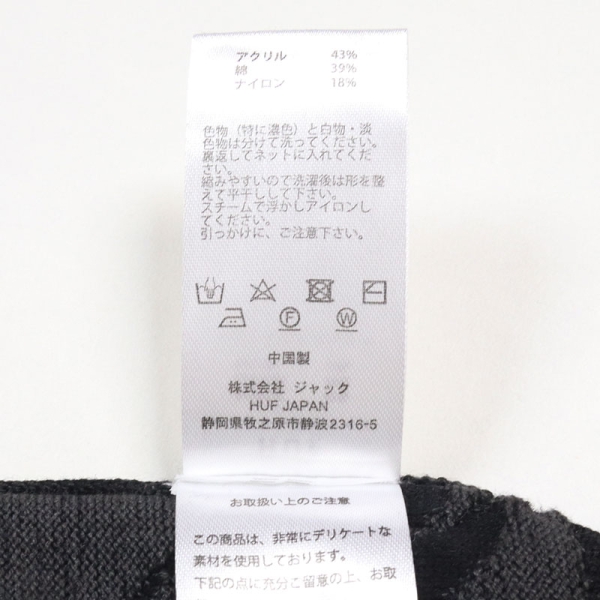 アクリル 43%
綿 39%
ナイロン 18%
色物（特に濃色）と白物・淡
色物は分けて洗ってください。
裏返してネットに入れてくだ
さい。
縮みやすいので洗濯後は形を整
えて平干しして下さい。
スチームで浮かしアイロンし
てください。
引っかけに、ご注意下さい。
F
W
中国製
株式会社 ジャック
HUF JAPAN
静岡県牧之原市静波2316-5
お取扱い上のご注意
この商品は、非常にデリケートな
素材を使用しております。
下記の点に充分ご留意の上、お取